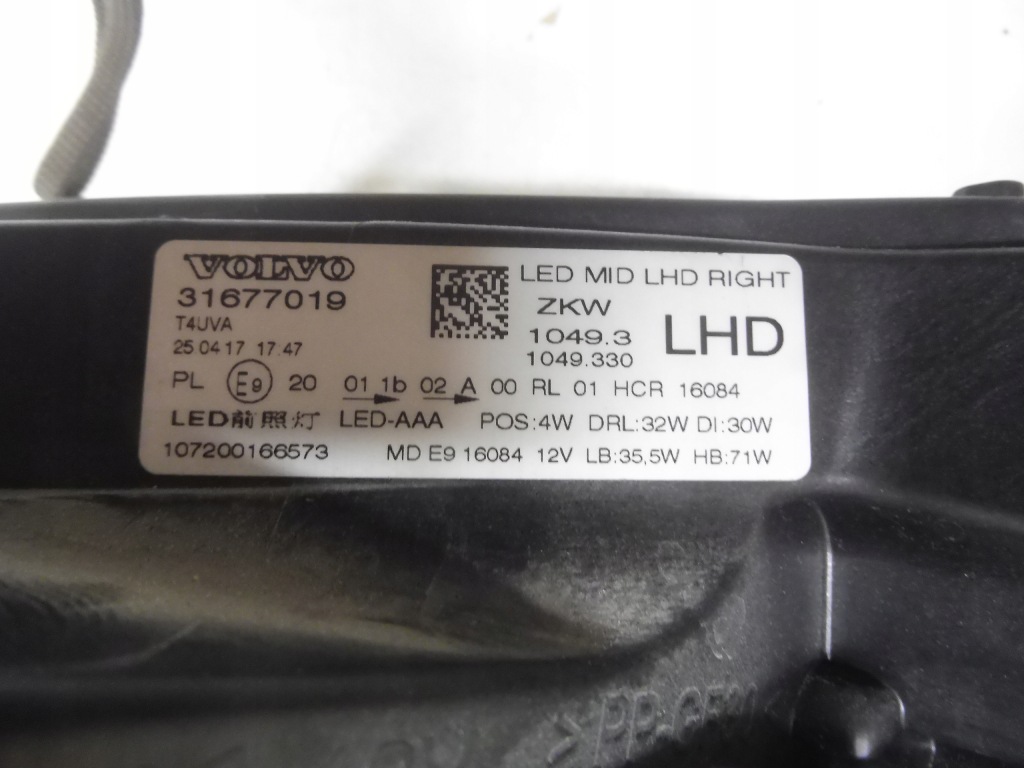 VOLVO
31677019
T4UVA
25.04.17 17:47
LED MID LHD RIGHT
ZKW
1049.3
1049.330
LHD
PL E9 20 01 1b 02 A 00 RL 01 HCR 16084
LED前照灯 LED-AAA POS:4W DRL:32W DI:30W
107200166573 MD E9 16084 12V LB:35,5W HB:71W